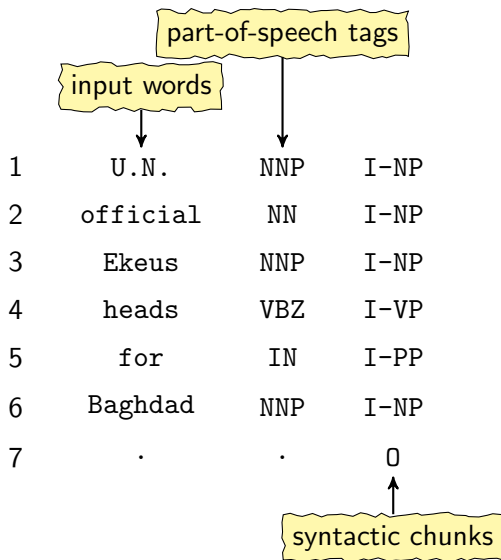 part-of-speech tags
input words
1 U.N. NNP I-NP
2 official NN I-NP
3 Ekeus NNP I-NP
4 heads VBZ I-VP
5 for IN I-PP
6 Baghdad NNP I-NP
7 . . O
syntactic chunks